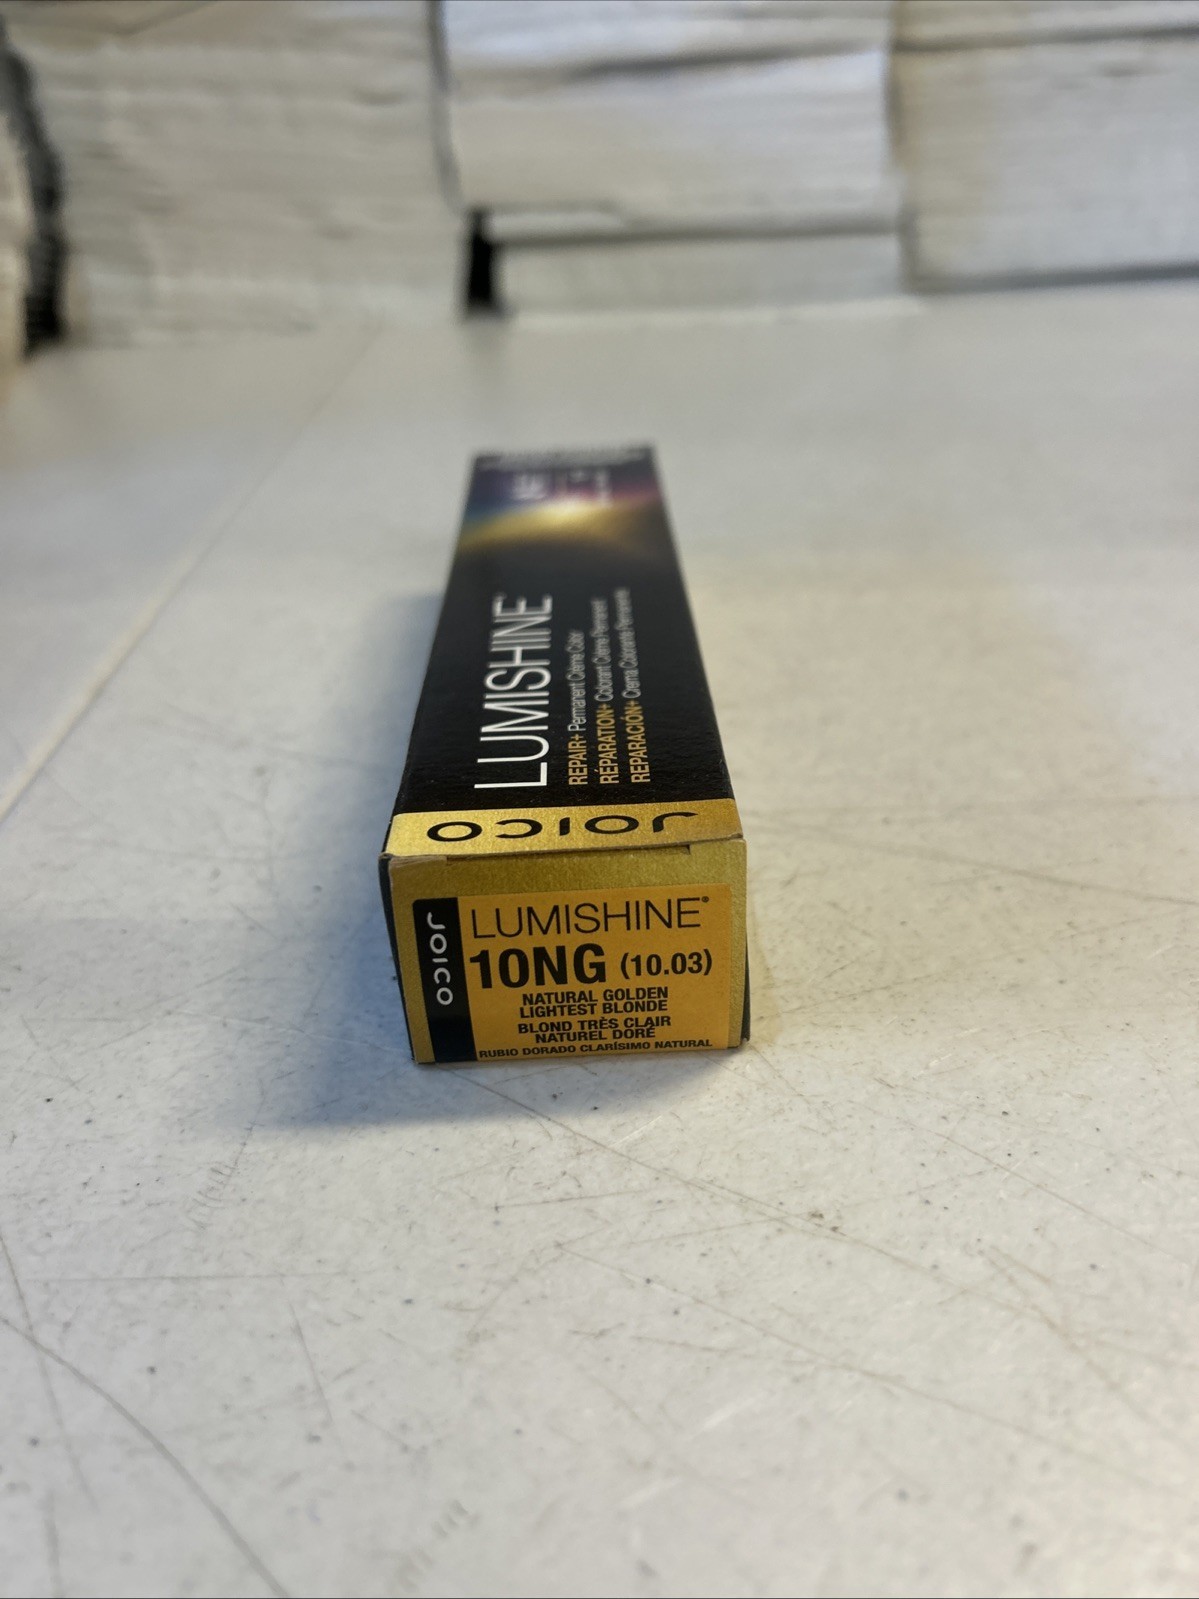 LUMISHINE
REPAIR+ Permanent Crème Color
RÉPARATION+ Colorant Crème Permanent
REPARACIÓN+ Crema Colorante Permanente
JOICO
JOICO
LUMISHINE®
10NG (10.03)
NATURAL GOLDEN
LIGHTEST BLONDE
BLOND TRÈS CLAIR
NATUREL DORÉ
RUBIO DORADO CLARÍSIMO NATURAL